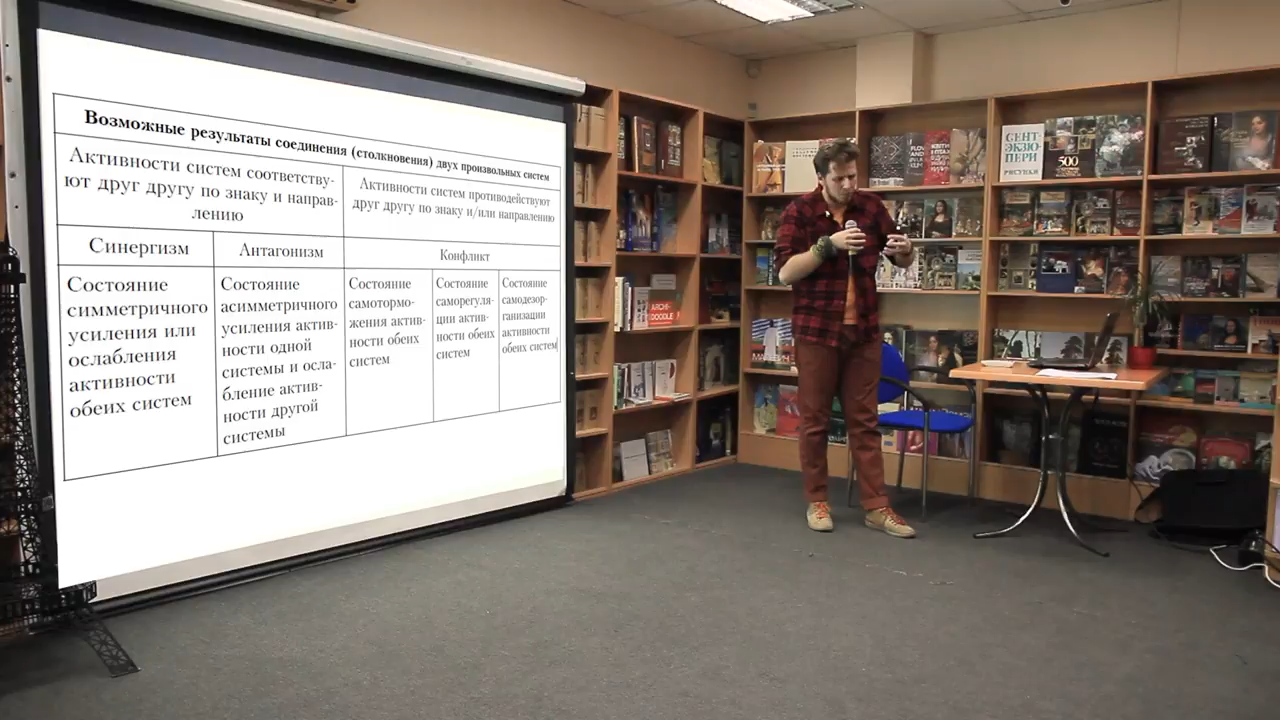 Возможные результаты соединения (столкновения) двух произвольных систем
Активности систем соответству-
ют друг другу по знаку и направ-
лению
Активности систем противодействуют
друг другу по знаку и/или направлению
Синергизм
Антагонизм
Конфликт
Состояние
симметричного
усиления или
ослабления
активности
обеих систем
Состояние
асимметричного
усиления актив-
ности одной
системы и осла-
бление актив-
ности другой
системы
Состояние
самотормо-
жения актив-
ности обеих
систем
Состояние
саморегуля-
ции актив-
ности обеих
систем
Состояние
самодезор-
ганизации
активности
обеих систем
СЕНТ-
ЭКЗЮ-
ПЕРИ
РИСУНКИ
500
ARCHI-
DOODLE